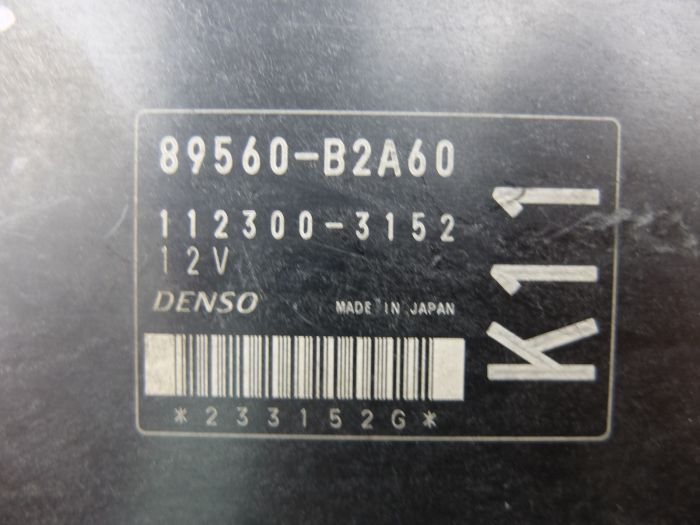 89560-B2A60
112300-3152
12V
DENSO MADE IN JAPAN
*233152G*
K11